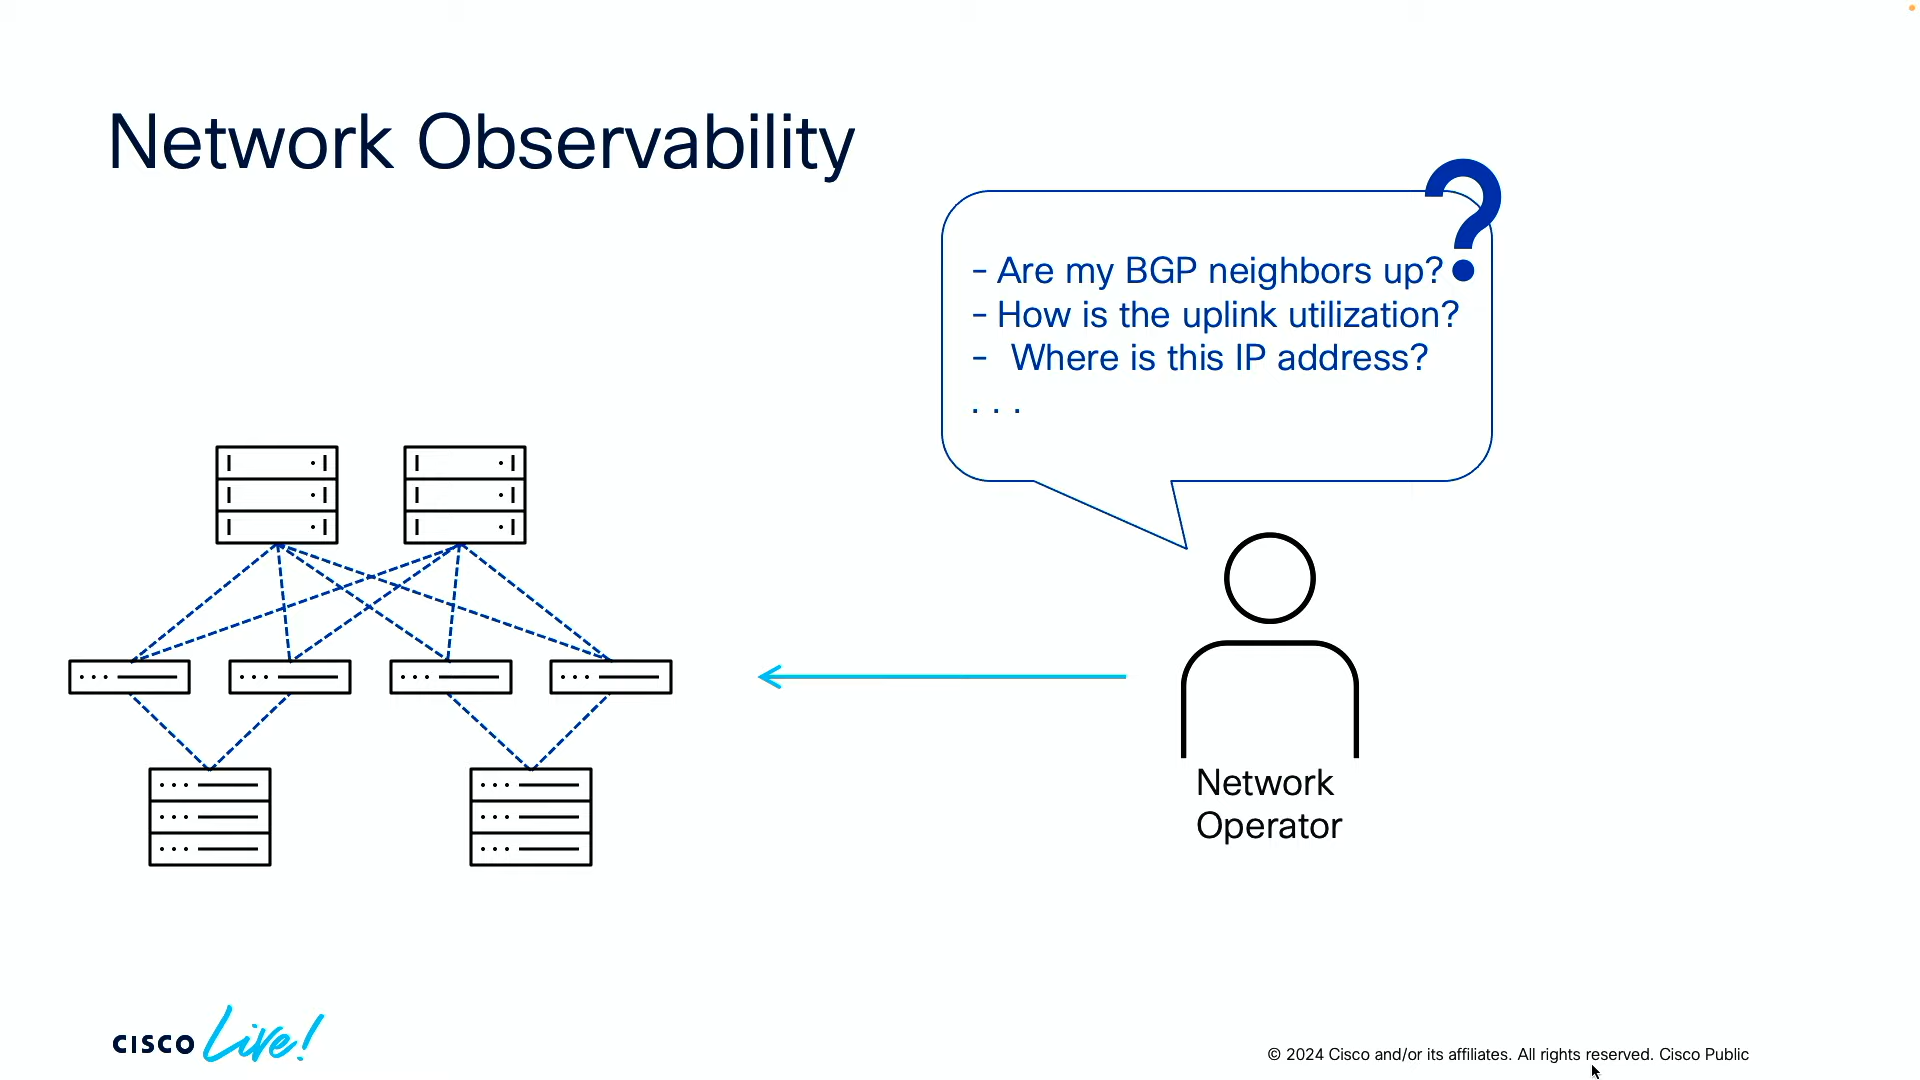 Network Observability
?
- Are my BGP neighbors up?
- How is the uplink utilization?
- Where is this IP address?
. . .
Network
Operator
CISCO Live!
© 2024 Cisco and/or its affiliates. All rights reserved. Cisco Public